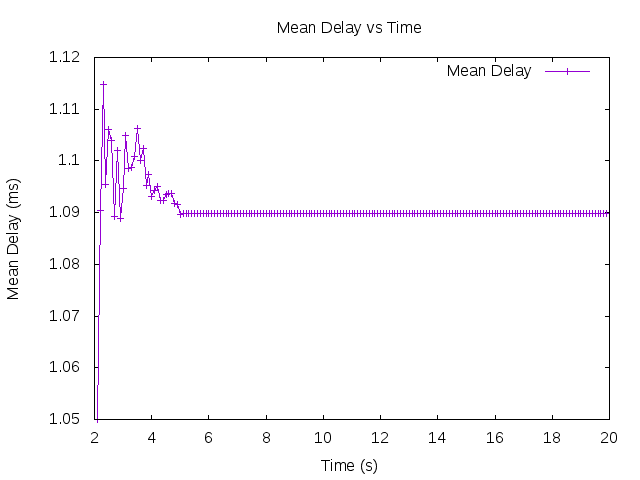 Mean Delay vs Time
1.12
Mean Delay
1.11
1.1
1.09
1.08
1.07
1.06
1.05
Mean Delay (ms)
2 4 6 8 10 12 14 16 18 20
Time (s)